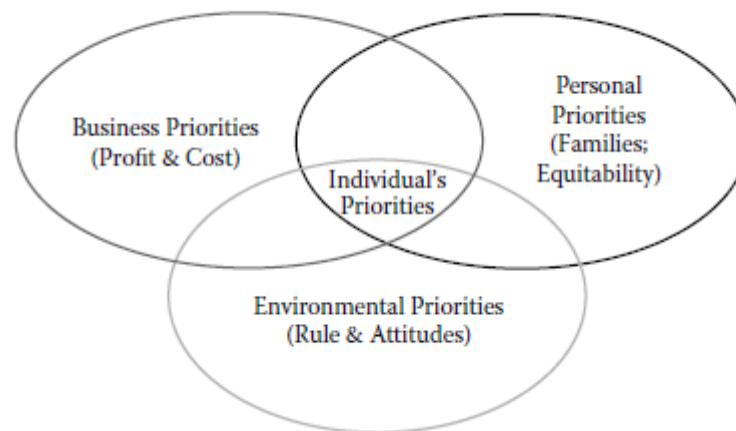 Business Priorities
(Profit & Cost)
Personal
Priorities
(Families;
Equitability)
Individual's
Priorities
Environmental Priorities
(Rule & Attitudes)